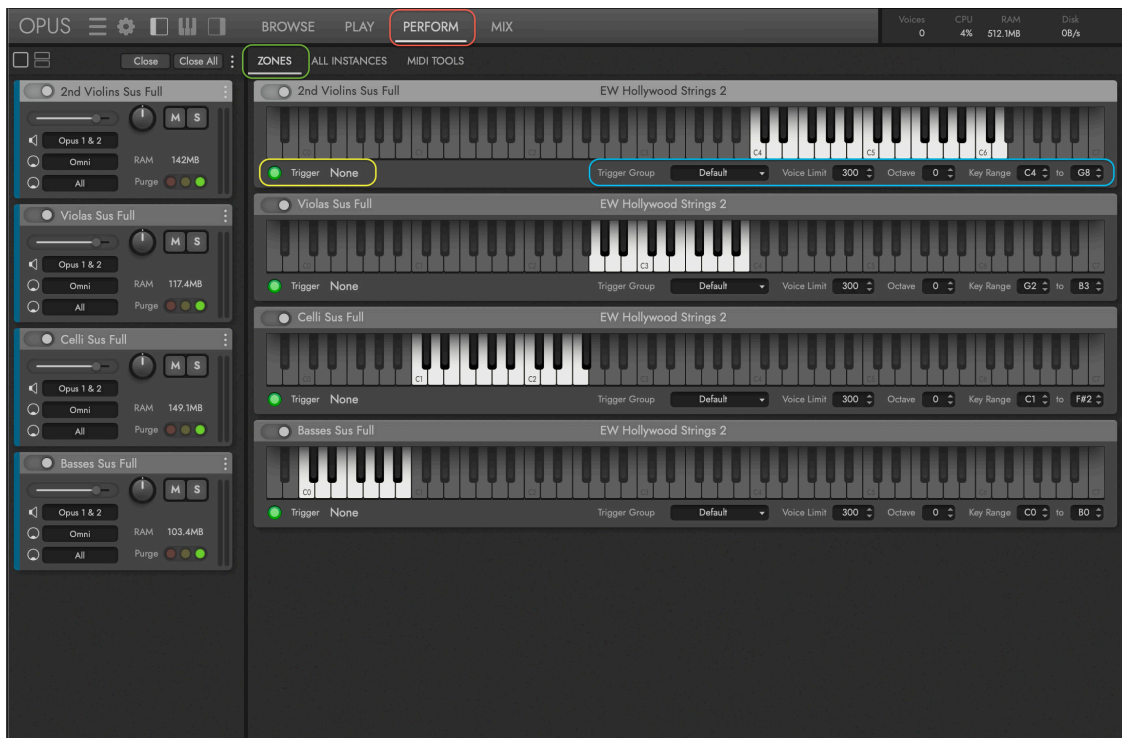 OPUS BROWSE PLAY PERFORM MIX Voices CPU RAM Disk
0 4% 512.1MB 0B/s
Close Close All ZONES ALL INSTANCES MIDI TOOLS
2nd Violins Sus Full
M S
Opus 1 & 2
Omni RAM 142MB
All Purge
Violas Sus Full
M S
Opus 1 & 2
Omni RAM 117.4MB
All Purge
Celli Sus Full
M S
Opus 1 & 2
Omni RAM 149.1MB
All Purge
Basses Sus Full
M S
Opus 1 & 2
Omni RAM 103.4MB
All Purge
2nd Violins Sus Full EW Hollywood Strings 2
C4 C5 C6
Trigger None Trigger Group Default Voice Limit 300 Octave 0 Key Range C4 to G8
Violas Sus Full EW Hollywood Strings 2
C3
Trigger None Trigger Group Default Voice Limit 300 Octave 0 Key Range G2 to B3
Celli Sus Full EW Hollywood Strings 2
C1 C2
Trigger None Trigger Group Default Voice Limit 300 Octave 0 Key Range C1 to F#2
Basses Sus Full EW Hollywood Strings 2
C0
Trigger None Trigger Group Default Voice Limit 300 Octave 0 Key Range C0 to B0